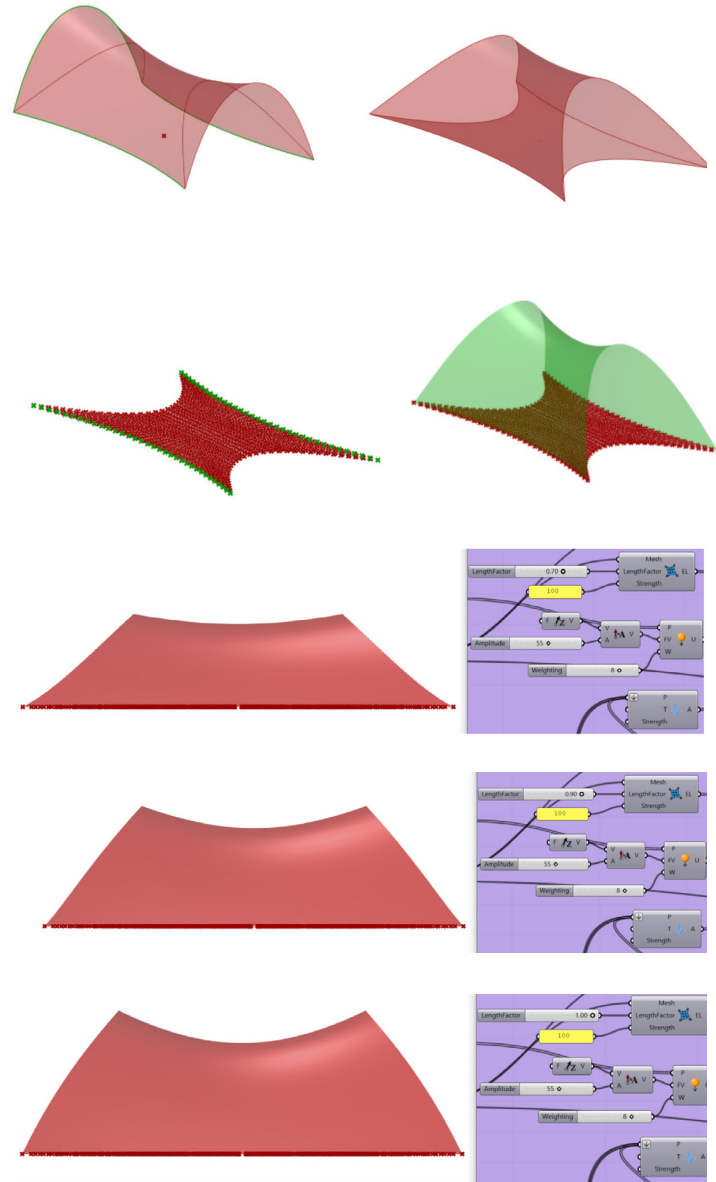 Mesh
LengthFactor 0.70 LengthFactor EL
100 Strength
F V V P
Amplitude 55 A V FV U
Weighting 8 W
P
T A
Strength
Mesh
LengthFactor 0.90 LengthFactor EL
100 Strength
F V V P
Amplitude 55 A V FV U
Weighting 8 W
P
T A
Strength
Mesh
LengthFactor 1.00 LengthFactor EL
100 Strength
F V V P
Amplitude 55 A V FV U
Weighting 8 W
P
T A
Strength